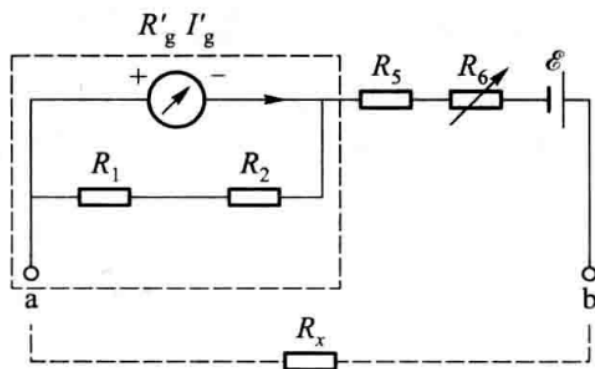 R′g I′g
+ −
R5 R6 ℰ
R1 R2
a b
Rx